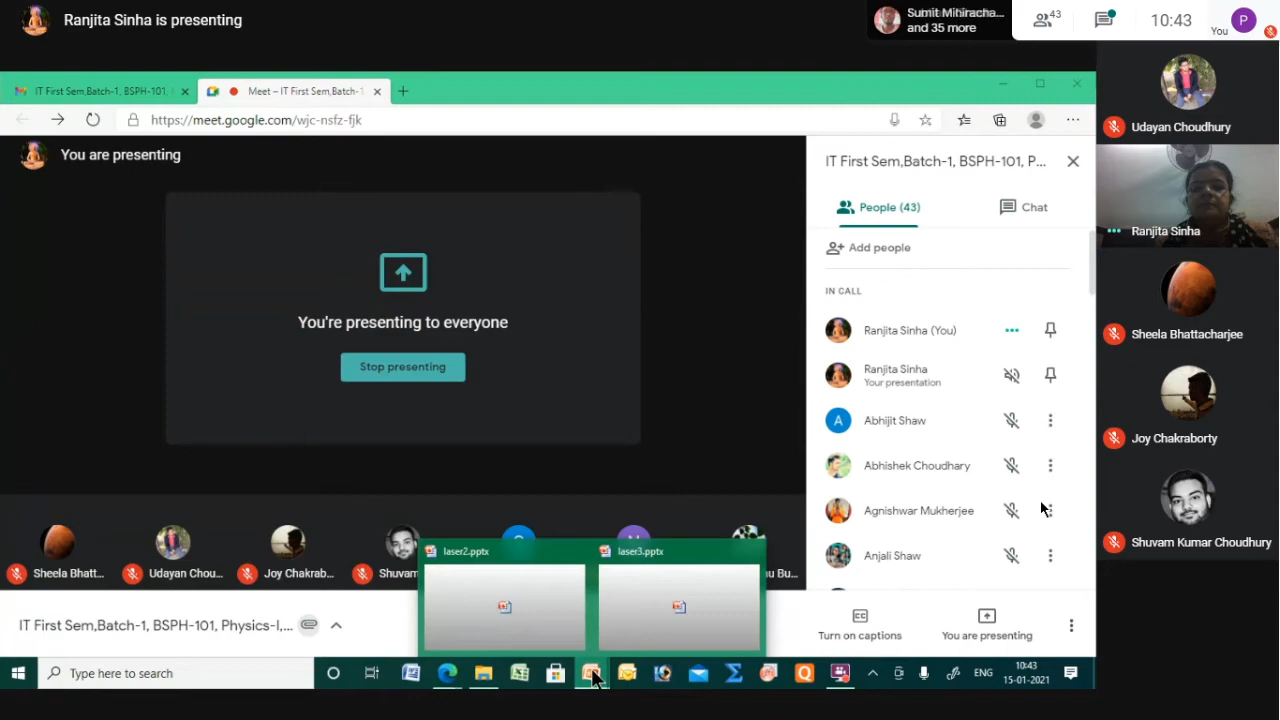 Ranjita Sinha is presenting
Sumit Mihiracha...
and 35 more
43
10:43
You
P
IT First Sem,Batch-1, BSPH-101,
Meet – IT First Sem,Batch-1
https://meet.google.com/wjc-nsfz-fjk
You are presenting
You're presenting to everyone
Stop presenting
IT First Sem,Batch-1, BSPH-101, P...
People (43)
Chat
Add people
IN CALL
Ranjita Sinha (You)
Ranjita Sinha
Your presentation
A
Abhijit Shaw
Abhishek Choudhary
Agnishwar Mukherjee
Anjali Shaw
Udayan Choudhury
Ranjita Sinha
Sheela Bhattacharjee
Joy Chakraborty
Shuvam Kumar Choudhury
Sheela Bhatt...
Udayan Chou...
Joy Chakrab...
Shuvam
laser2.pptx
laser3.pptx
IT First Sem,Batch-1, BSPH-101, Physics-I,...
Turn on captions
You are presenting
Type here to search
ENG
10:43
15-01-2021